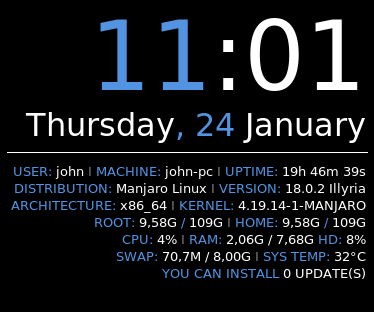 11:01
Thursday, 24 January
USER: john | MACHINE: john-pc | UPTIME: 19h 46m 39s
DISTRIBUTION: Manjaro Linux | VERSION: 18.0.2 Illyria
ARCHITECTURE: x86_64 | KERNEL: 4.19.14-1-MANJARO
ROOT: 9,58G / 109G | HOME: 9,58G / 109G
CPU: 4% | RAM: 2,06G / 7,68G HD: 8%
SWAP: 70,7M / 8,00G | SYS TEMP: 32°C
YOU CAN INSTALL 0 UPDATE(S)